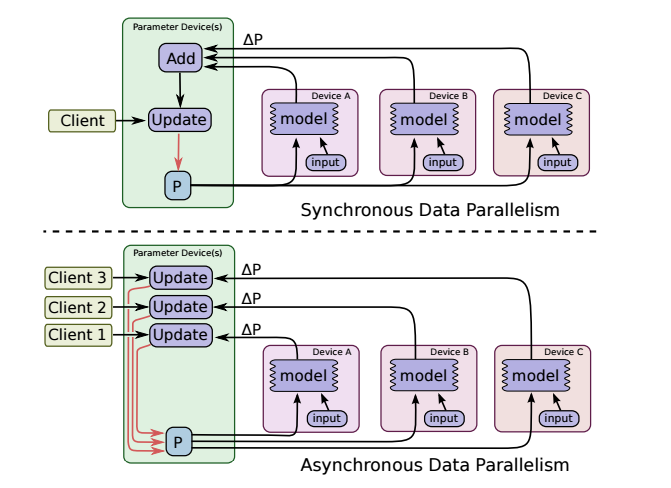 Parameter Device(s)
ΔP
Add
Device A
Device B
Device C
Client
Update
model
model
model
input
input
input
P
Synchronous Data Parallelism
Parameter Device(s)
Client 3
Update
ΔP
Client 2
Update
ΔP
Client 1
Update
ΔP
Device A
Device B
Device C
model
model
model
input
input
input
P
Asynchronous Data Parallelism